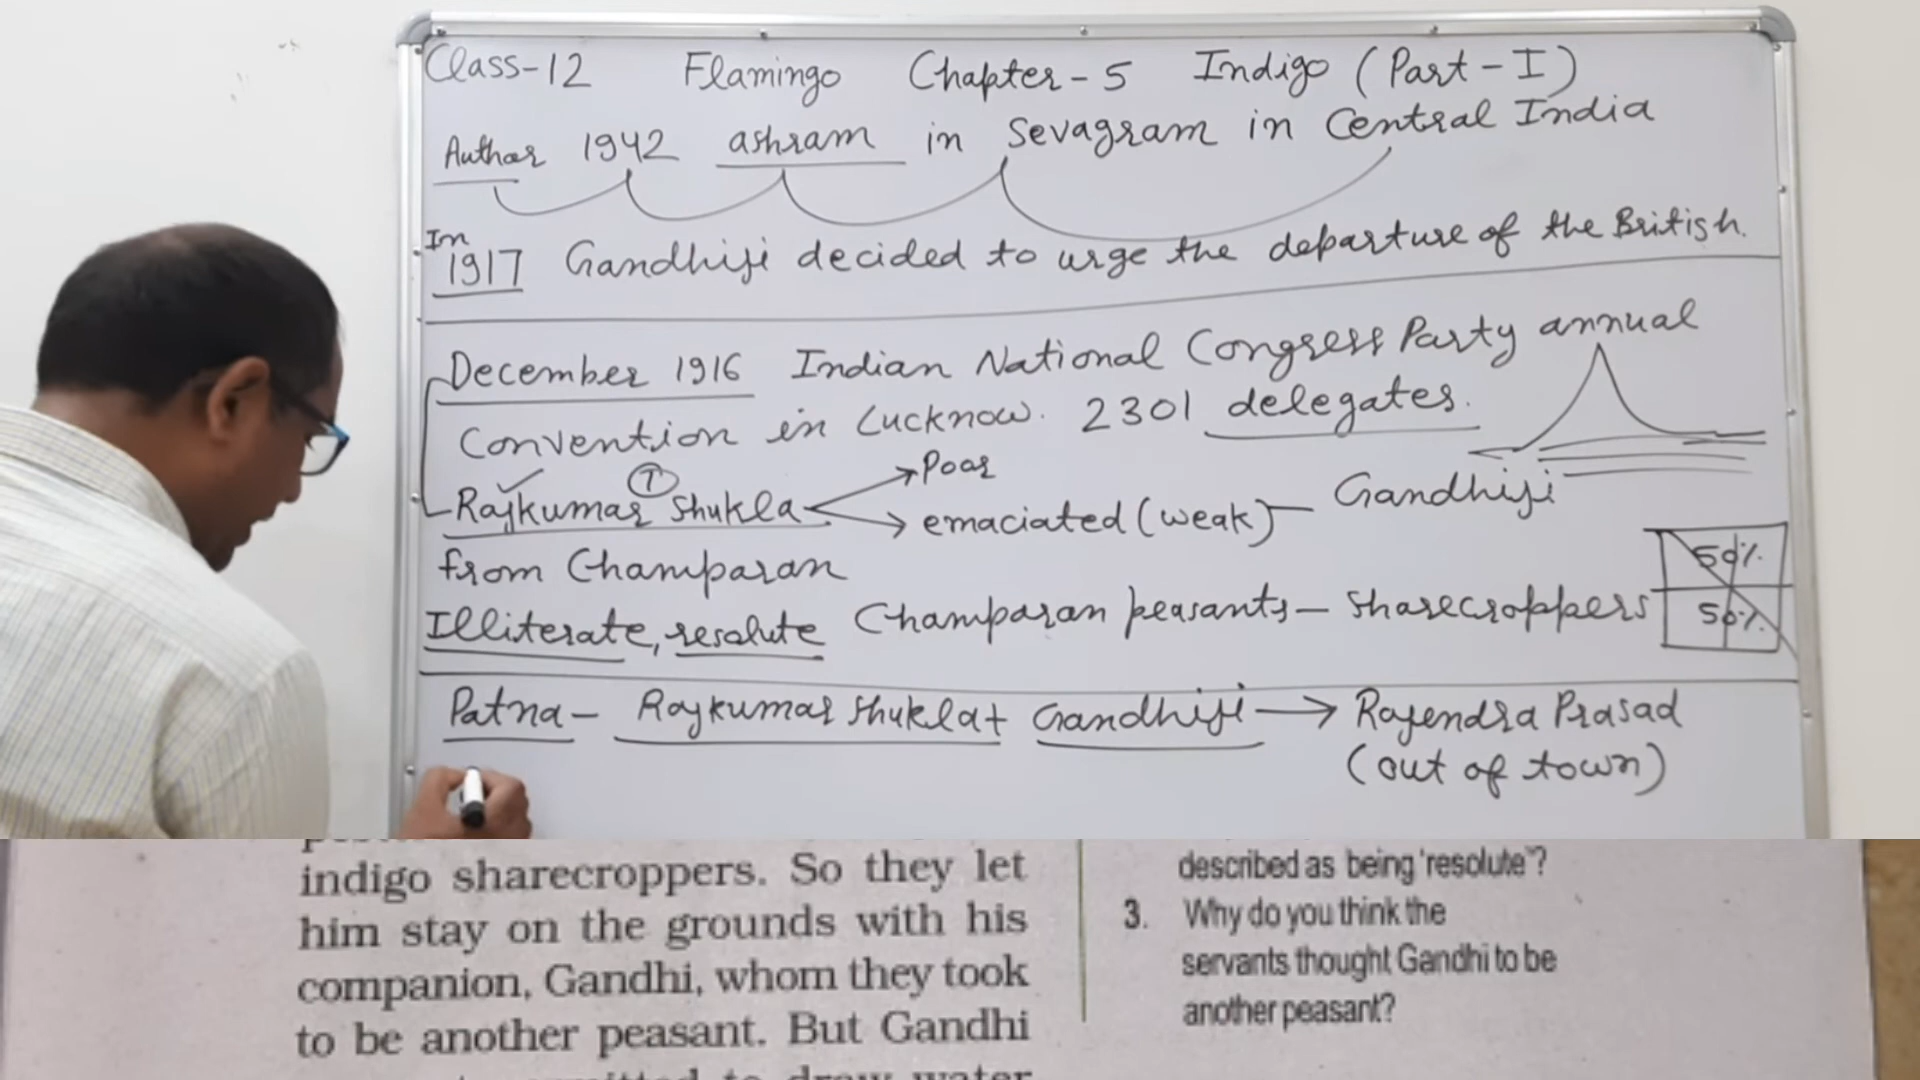 Class-12 Flamingo Chapter-5 Indigo (Part-I)
Author 1942 ashram in Sevagram in Central India
In 1917 Gandhiji decided to urge the departure of the British.
December 1916 Indian National Congress Party annual
Convention in Lucknow. 2301 delegates.
Rajkumar Shukla Poor
emaciated (weak) - Gandhiji
from Champaran
50%
Illiterate, resolute Champaran peasants - sharecroppers 50%
Patna - Rajkumar Shukla + Gandhiji → Rajendra Prasad
(out of town)
indigo sharecroppers. So they let
him stay on the grounds with his
companion, Gandhi, whom they took
to be another peasant. But Gandhi
to draw water
described as being 'resolute'?
3. Why do you think the
servants thought Gandhi to be
another peasant?